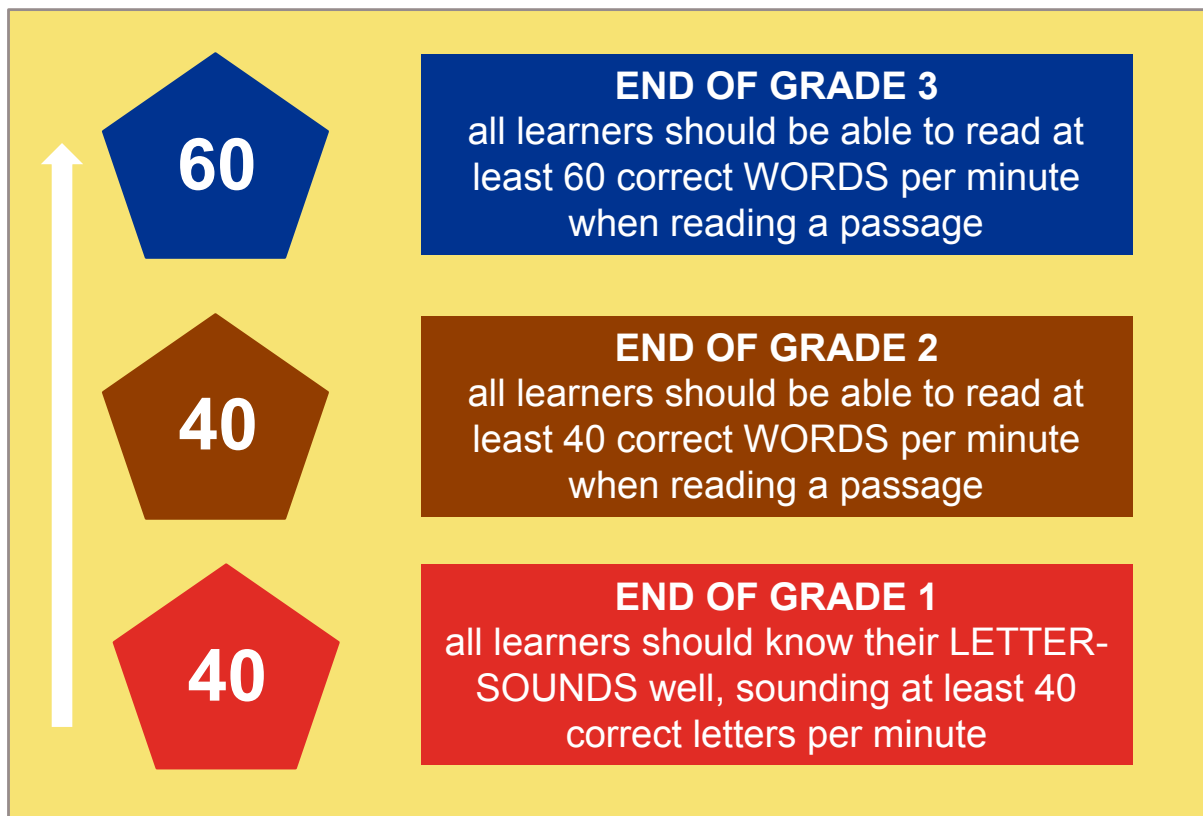 60
END OF GRADE 3
all learners should be able to read at
least 60 correct WORDS per minute
when reading a passage
40
END OF GRADE 2
all learners should be able to read at
least 40 correct WORDS per minute
when reading a passage
40
END OF GRADE 1
all learners should know their LETTER-
SOUNDS well, sounding at least 40
correct letters per minute